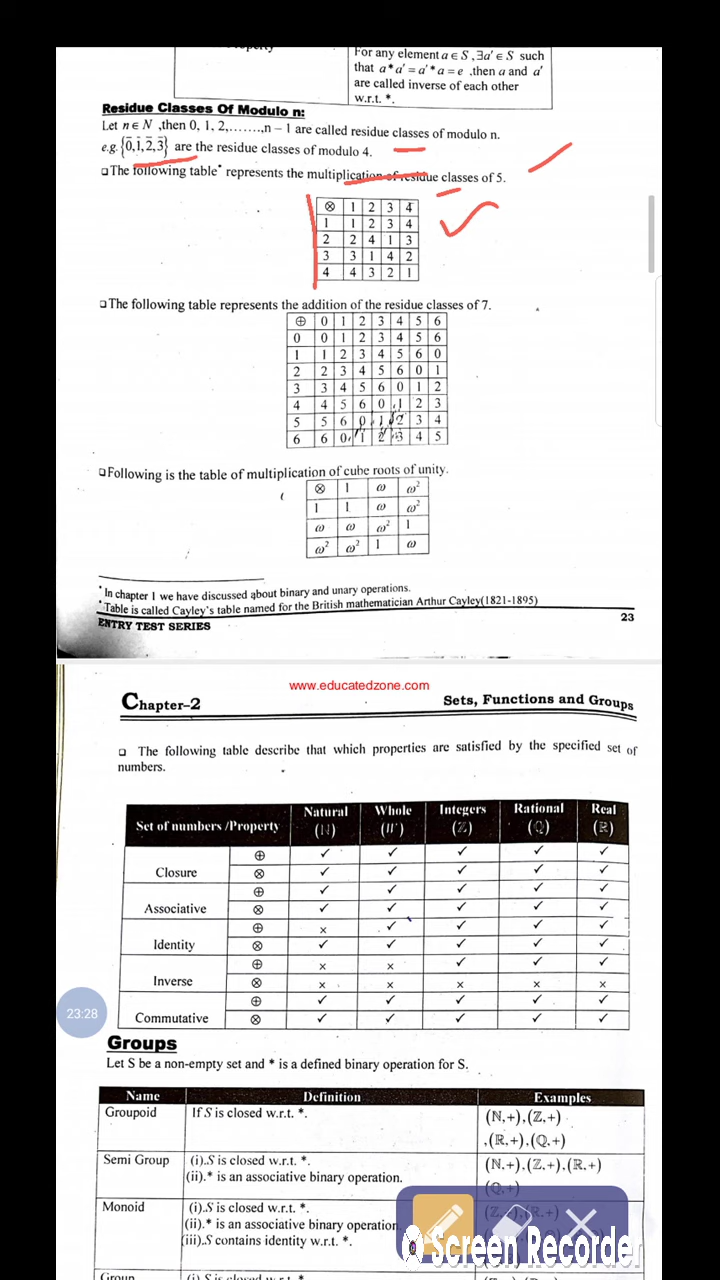 For any element a ∈ S ,∃a' ∈ S such
that a*a' = a'*a = e ,then a and a'
are called inverse of each other
w.r.t. *.
Residue Classes Of Modulo n:
Let n ∈ N ,then 0, 1, 2,…….,n – 1 are called residue classes of modulo n.
e.g. {0̄,1̄,2̄,3̄} are the residue classes of modulo 4.
❑The following table* represents the multiplication of residue classes of 5.
⊗ 1 2 3 4
1 1 2 3 4
2 2 4 1 3
3 3 1 4 2
4 4 3 2 1
❑The following table represents the addition of the residue classes of 7.
⊕ 0 1 2 3 4 5 6
0 0 1 2 3 4 5 6
1 1 2 3 4 5 6 0
2 2 3 4 5 6 0 1
3 3 4 5 6 0 1 2
4 4 5 6 0 1 2 3
5 5 6 0 1 2 3 4
6 6 0 1 2 3 4 5
❑Following is the table of multiplication of cube roots of unity.
⊗ 1 ω ω²
1 1 ω ω²
ω ω ω² 1
ω² ω² 1 ω
* In chapter 1 we have discussed about binary and unary operations.
* Table is called Cayley's table named for the British mathematician Arthur Cayley(1821-1895)
ENTRY TEST SERIES 23
www.educatedzone.com
Chapter–2 Sets, Functions and Groups
❑ The following table describe that which properties are satisfied by the specified set of
numbers.
Set of numbers /Property Natural (ℕ) Whole (W) Integers (ℤ) Rational (ℚ) Real (ℝ)
Closure ⊕ ✓ ✓ ✓ ✓ ✓
⊗ ✓ ✓ ✓ ✓ ✓
Associative ⊕ ✓ ✓ ✓ ✓ ✓
⊗ ✓ ✓ ✓ ✓ ✓
Identity ⊕ × ✓ ✓ ✓ ✓
⊗ ✓ ✓ ✓ ✓ ✓
Inverse ⊕ × × ✓ ✓ ✓
⊗ × × × × ×
Commutative ⊕ ✓ ✓ ✓ ✓ ✓
⊗ ✓ ✓ ✓ ✓ ✓
23:28
Groups
Let S be a non-empty set and * is a defined binary operation for S.
Name Definition Examples
Groupoid If S is closed w.r.t. *. (ℕ,+),(ℤ,+)
,(ℝ,+),(ℚ,+)
Semi Group (i).S is closed w.r.t. *. (ℕ,+),(ℤ,+),(ℝ,+)
(ii).* is an associative binary operation. (ℚ,+)
Monoid (i).S is closed w.r.t. *.
(ii).* is an associative binary operation.
(iii).S contains identity w.r.t. *.
Group (i) S is closed w.r.t. *
Screen Recorder